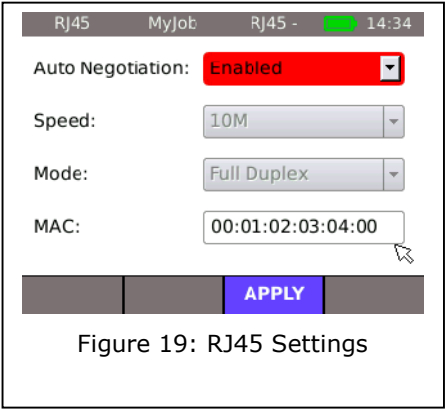 RJ45 MyJob RJ45 - 14:34
Auto Negotiation: Enabled
Speed: 10M
Mode: Full Duplex
MAC: 00:01:02:03:04:00
APPLY
Figure 19: RJ45 Settings